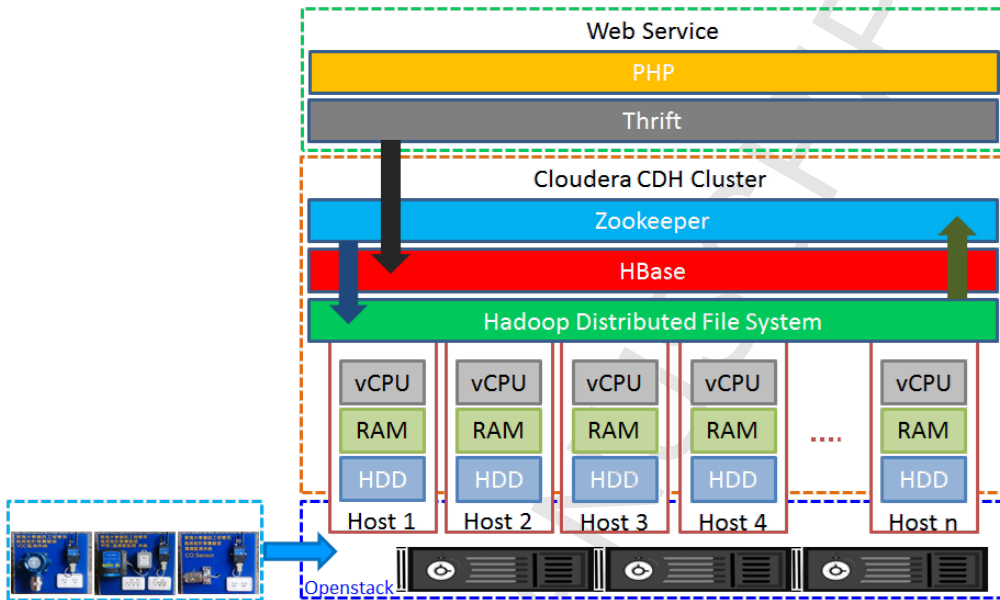 Web Service
PHP
Thrift
Cloudera CDH Cluster
Zookeeper
HBase
Hadoop Distributed File System
vCPU vCPU vCPU vCPU vCPU
RAM RAM RAM RAM .... RAM
HDD HDD HDD HDD HDD
Host 1 Host 2 Host 3 Host 4 Host n
CO Sensor
Openstack